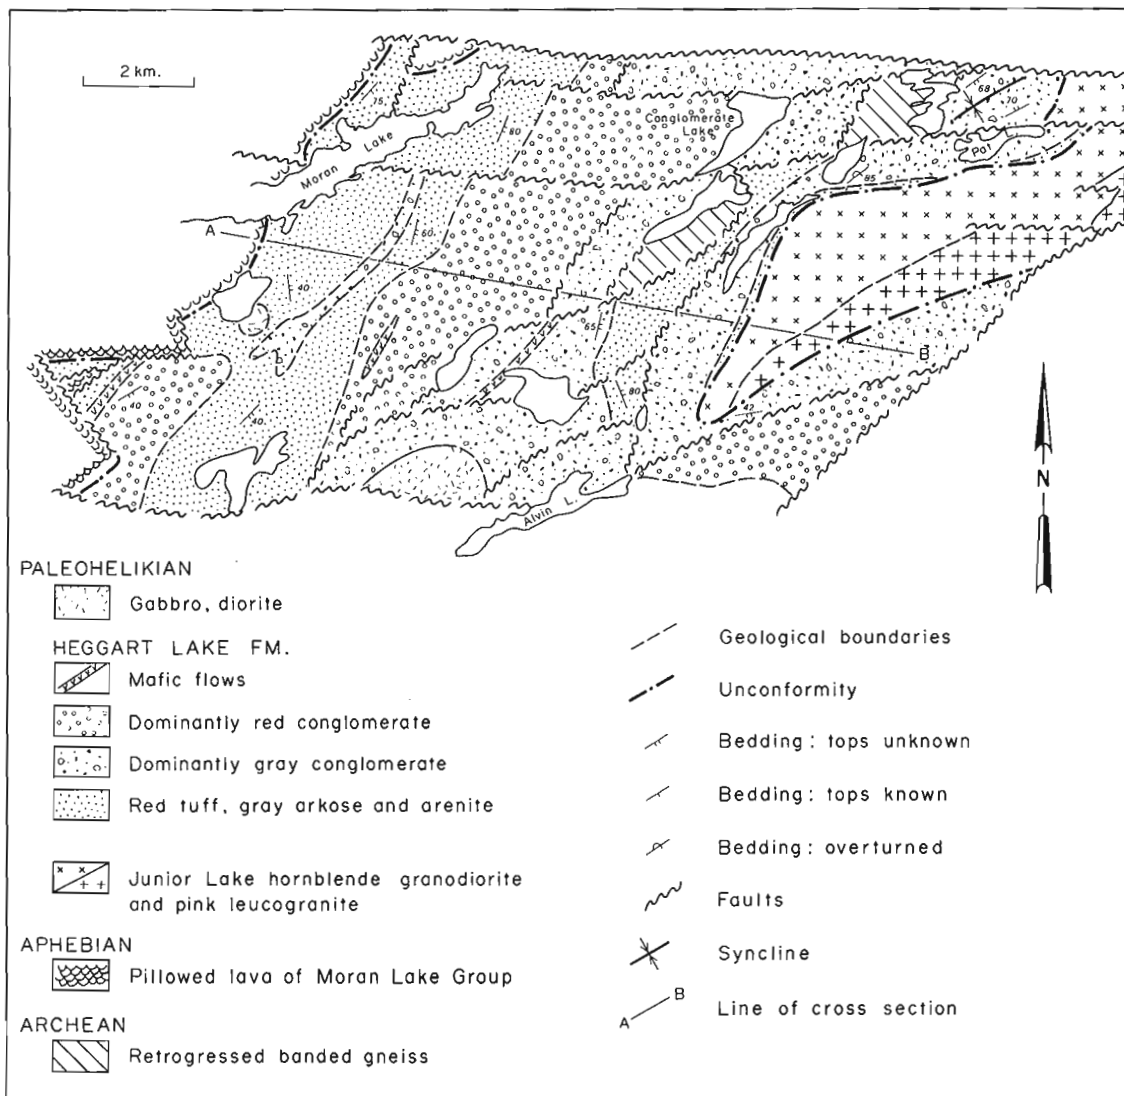 2 km.
75
68
70
Conglomerate
Lake
80
Moran Lake
Pot
85
A
60
40
65
B
40
80
42
40
Alvin L.
N
PALEOHELIKIAN
Gabbro, diorite
HEGGART LAKE FM.
Mafic flows
Dominantly red conglomerate
Dominantly gray conglomerate
Red tuff, gray arkose and arenite
Junior Lake hornblende granodiorite
and pink leucogranite
APHEBIAN
Pillowed lava of Moran Lake Group
ARCHEAN
Retrogressed banded gneiss
Geological boundaries
Unconformity
Bedding: tops unknown
Bedding: tops known
Bedding: overturned
Faults
Syncline
A B
Line of cross section